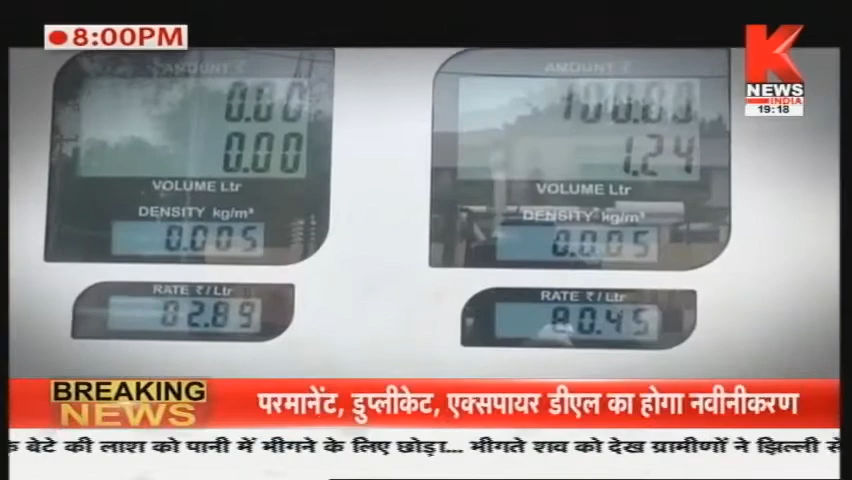 8:00PM
K
NEWS
INDIA
19:18
AMOUNT ₹
0.00
0.00
VOLUME Ltr
DENSITY kg/m³
0.005
RATE ₹/Ltr
02.89
AMOUNT ₹
100.0
1.24
VOLUME Ltr
DENSITY kg/m³
0.005
RATE ₹/Ltr
80.45
BREAKING
NEWS
परमानेंट, डुप्लीकेट, एक्सपायर डीएल का होगा नवीनीकरण
के बेटे की लाश को पानी में भीगने के लिए छोड़ा... भीगते शव को देख ग्रामीणों ने झिल्ली से